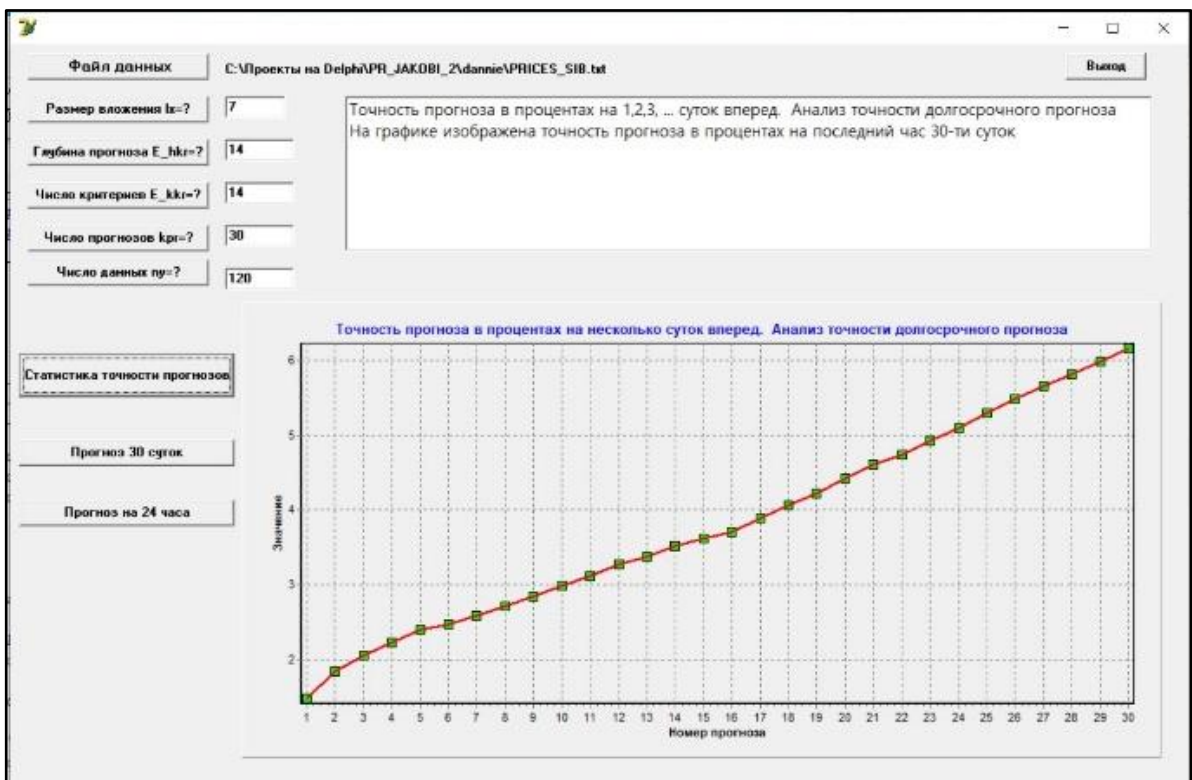 Файл данных
C:\Проекты на Delphi\PR_JAKOBI_2\dannie\PRICES_SIB.txt
Выход
Размер вложения lx=?
7
Глубина прогноза E_hkr=?
14
Число критериев E_kkr=?
14
Число прогнозов kpr=?
30
Число данных ny=?
120
Точность прогноза в процентах на 1,2,3, ... суток вперед. Анализ точности долгосрочного прогноза
На графике изображена точность прогноза в процентах на последний час 30-ти суток
Статистика точности прогнозов
Прогноз 30 суток
Прогноз на 24 часа
Точность прогноза в процентах на несколько суток вперед. Анализ точности долгосрочного прогноза
Значение
6
5
4
3
2
1 2 3 4 5 6 7 8 9 10 11 12 13 14 15 16 17 18 19 20 21 22 23 24 25 26 27 28 29 30
Номер прогноза